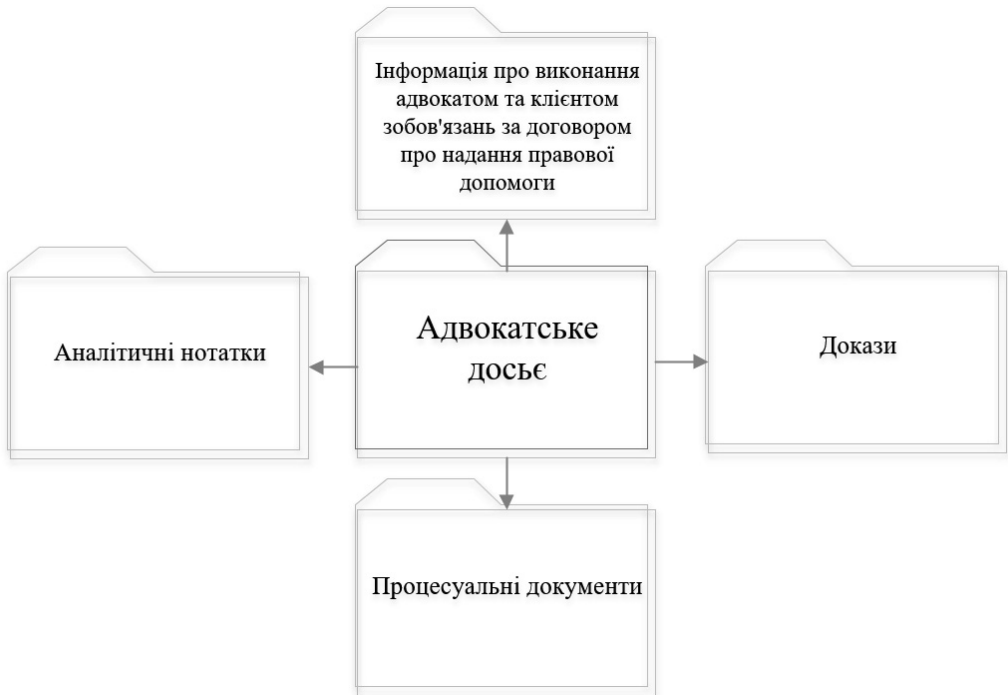 Інформація про виконання
адвокатом та клієнтом
зобов'язань за договором
про надання правової
допомоги
Аналітичні нотатки
Адвокатське
досьє
Докази
Процесуальні документи